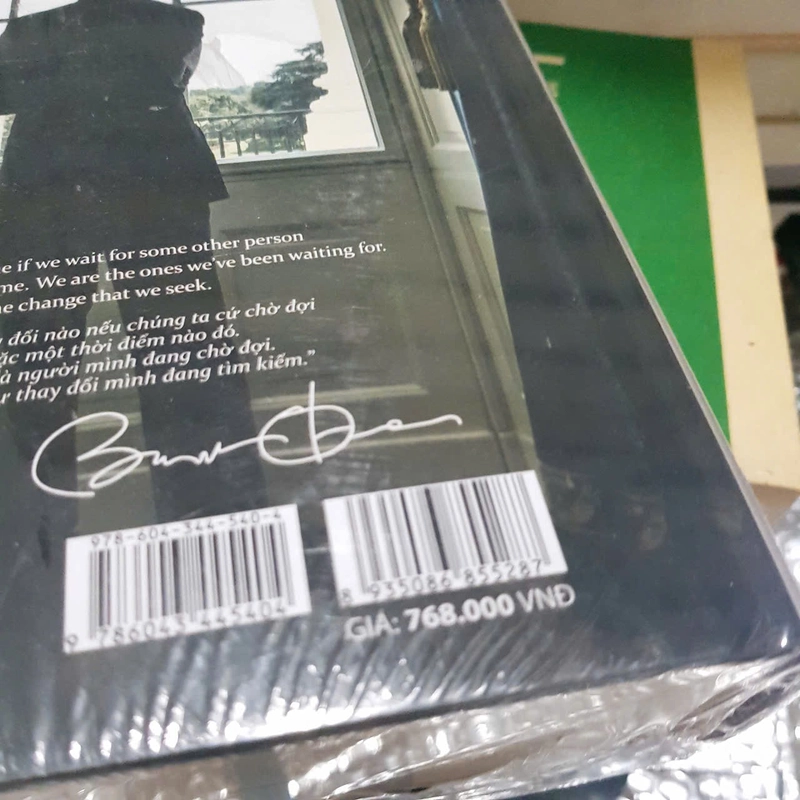 if we wait for some other person
We are the ones we've been waiting for.
change that we seek.
đổi nào nếu chúng ta cứ chờ đợi
một thời điểm nào đó.
người mình đang chờ đợi.
thay đổi mình đang tìm kiếm.”
978-604-344-540-4
9 786043 445404
8 935086 855287
GIÁ: 768.000 VNĐ